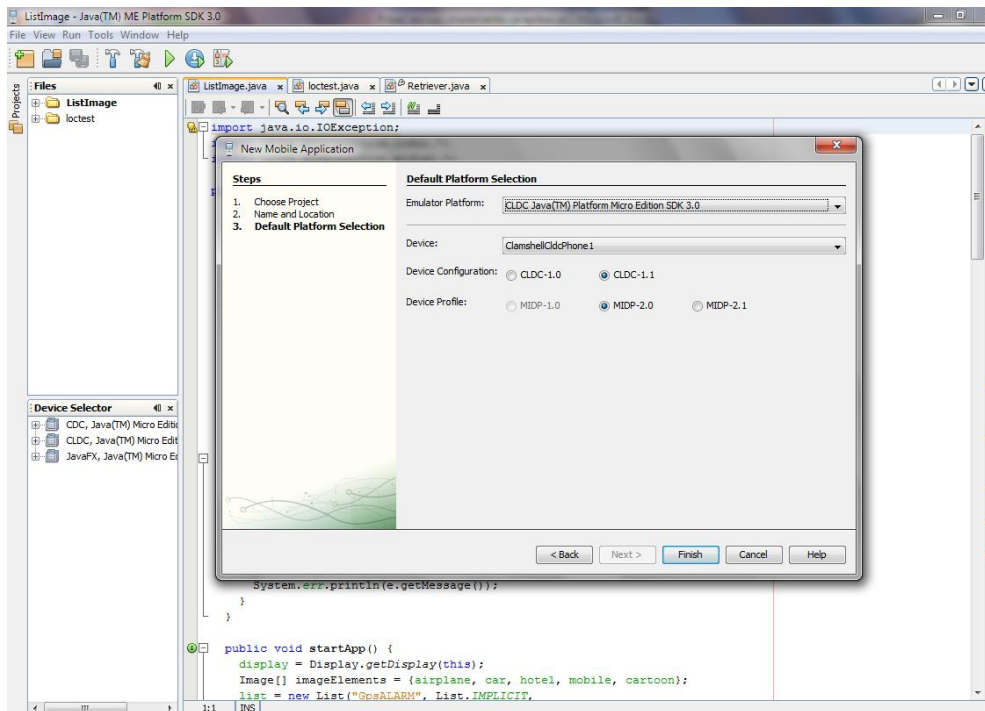 ListImage - Java(TM) ME Platform SDK 3.0
File View Run Tools Window Help
Projects
Files
ListImage
loctest
ListImage.java x loctest.java x Retriever.java x
import java.io.IOException;
New Mobile Application
Steps
1. Choose Project
2. Name and Location
3. Default Platform Selection
Default Platform Selection
Emulator Platform: CLDC Java(TM) Platform Micro Edition SDK 3.0
Device: ClamshellCldcPhone1
Device Configuration: CLDC-1.0 CLDC-1.1
Device Profile: MIDP-1.0 MIDP-2.0 MIDP-2.1
< Back Next > Finish Cancel Help
Device Selector
CDC, Java(TM) Micro Editi
CLDC, Java(TM) Micro Edit
JavaFX, Java(TM) Micro Ec
System.err.println(e.getMessage());
}
}
public void startApp() {
display = Display.getDisplay(this);
Image[] imageElements = {airplane, car, hotel, mobile, cartoon};
list = new List("GpsALARM", List.IMPLICIT,
1:1 INS